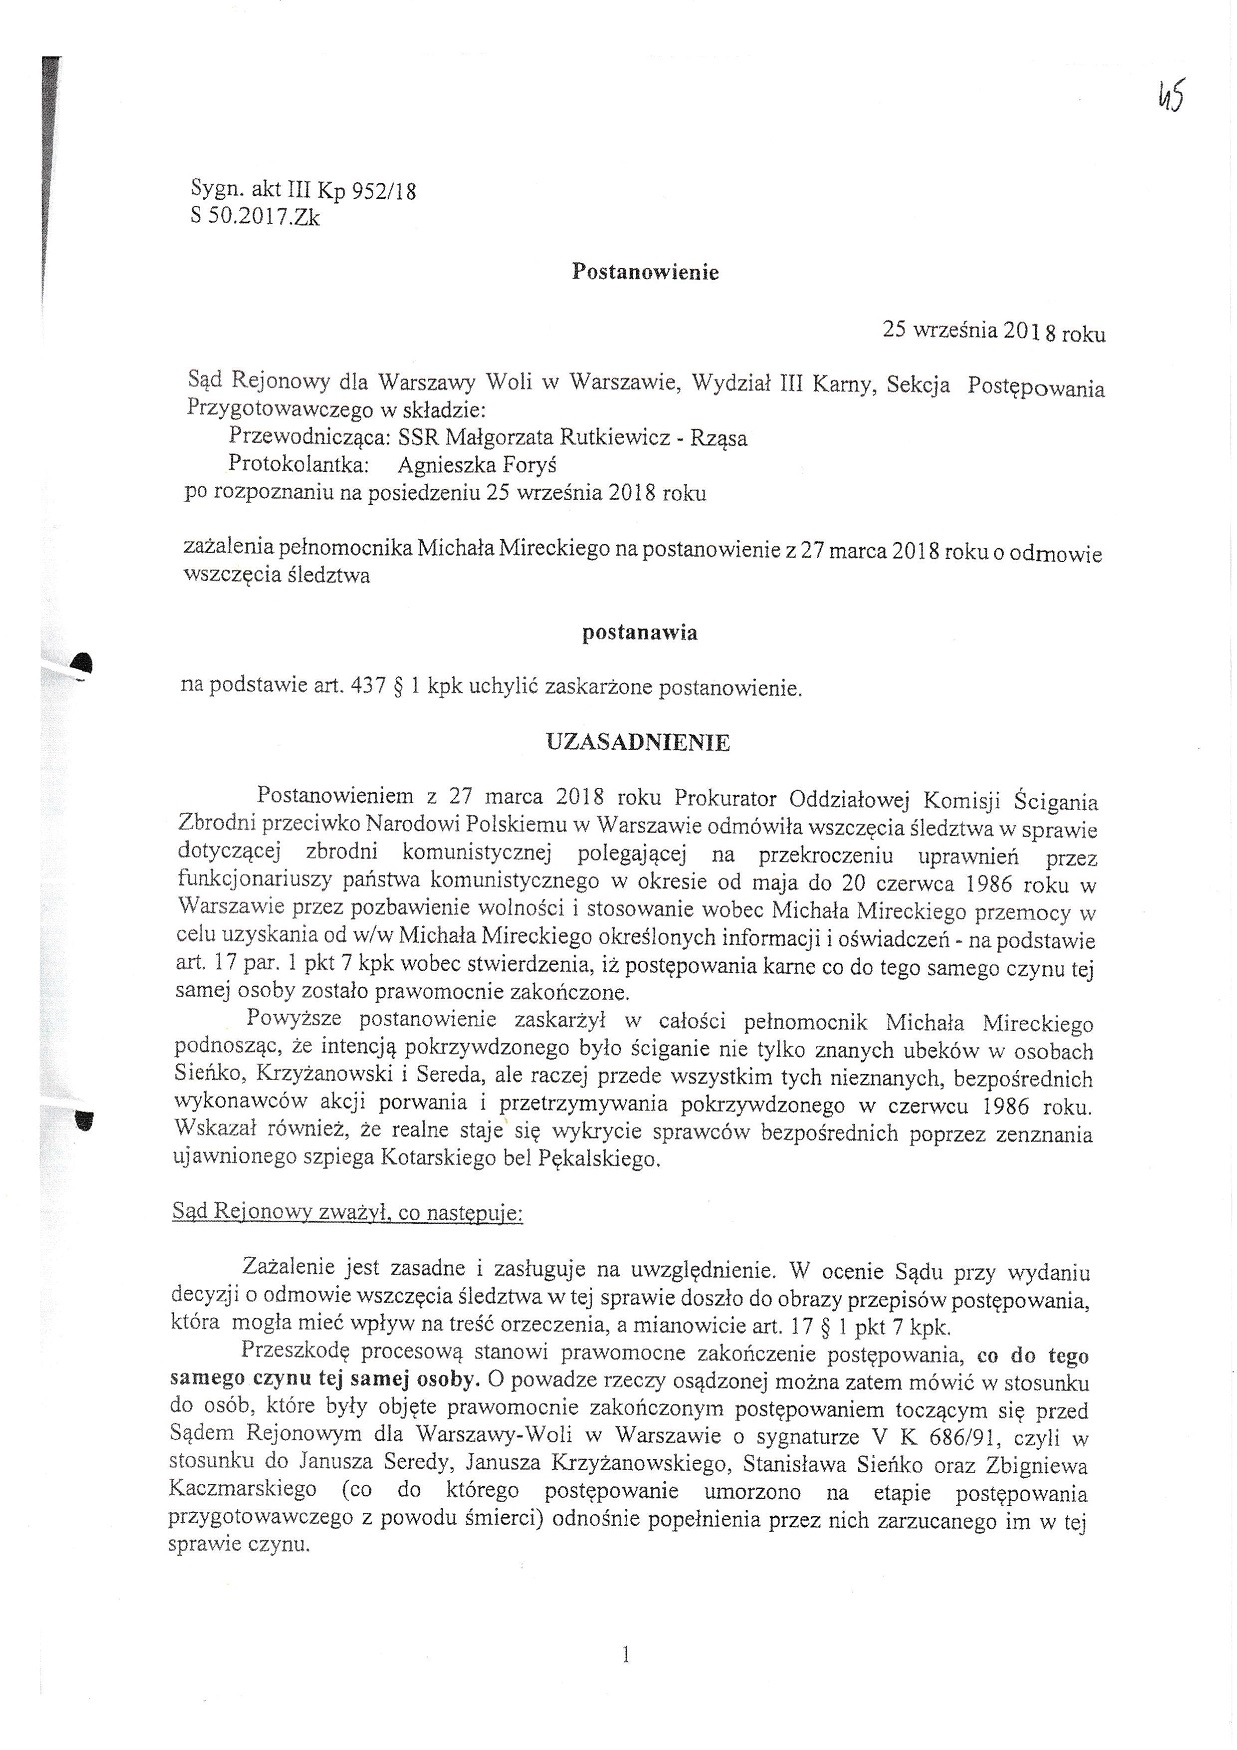 45
Sygn. akt III Kp 952/18
S 50.2017.Zk
Postanowienie
25 września 2018 roku
Sąd Rejonowy dla Warszawy Woli w Warszawie, Wydział III Karny, Sekcja Postępowania
Przygotowawczego w składzie:
Przewodnicząca: SSR Małgorzata Rutkiewicz - Rząsa
Protokolantka: Agnieszka Foryś
po rozpoznaniu na posiedzeniu 25 września 2018 roku
zażalenia pełnomocnika Michała Mireckiego na postanowienie z 27 marca 2018 roku o odmowie
wszczęcia śledztwa
postanawia
na podstawie art. 437 § 1 kpk uchylić zaskarżone postanowienie.
UZASADNIENIE
Postanowieniem z 27 marca 2018 roku Prokurator Oddziałowej Komisji Ścigania
Zbrodni przeciwko Narodowi Polskiemu w Warszawie odmówiła wszczęcia śledztwa w sprawie
dotyczącej zbrodni komunistycznej polegającej na przekroczeniu uprawnień przez
funkcjonariuszy państwa komunistycznego w okresie od maja do 20 czerwca 1986 roku w
Warszawie przez pozbawienie wolności i stosowanie wobec Michała Mireckiego przemocy w
celu uzyskania od w/w Michała Mireckiego określonych informacji i oświadczeń - na podstawie
art. 17 par. 1 pkt 7 kpk wobec stwierdzenia, iż postępowania karne co do tego samego czynu tej
samej osoby zostało prawomocnie zakończone.
Powyższe postanowienie zaskarżył w całości pełnomocnik Michała Mireckiego
podnosząc, że intencją pokrzywdzonego było ściganie nie tylko znanych ubeków w osobach
Sieńko, Krzyżanowski i Sereda, ale raczej przede wszystkim tych nieznanych, bezpośrednich
wykonawców akcji porwania i przetrzymywania pokrzywdzonego w czerwcu 1986 roku.
Wskazał również, że realne staje się wykrycie sprawców bezpośrednich poprzez zenznania
ujawnionego szpiega Kotarskiego bel Pękalskiego.
Sąd Rejonowy zważył, co następuje:
Zażalenie jest zasadne i zasługuje na uwzględnienie. W ocenie Sądu przy wydaniu
decyzji o odmowie wszczęcia śledztwa w tej sprawie doszło do obrazy przepisów postępowania,
która mogła mieć wpływ na treść orzeczenia, a mianowicie art. 17 § 1 pkt 7 kpk.
Przeszkodę procesową stanowi prawomocne zakończenie postępowania, co do tego
samego czynu tej samej osoby. O powadze rzeczy osądzonej można zatem mówić w stosunku
do osób, które były objęte prawomocnie zakończonym postępowaniem toczącym się przed
Sądem Rejonowym dla Warszawy-Woli w Warszawie o sygnaturze V K 686/91, czyli w
stosunku do Janusza Seredy, Janusza Krzyżanowskiego, Stanisława Sieńko oraz Zbigniewa
Kaczmarskiego (co do którego postępowanie umorzono na etapie postępowania
przygotowawczego z powodu śmierci) odnośnie popełnienia przez nich zarzucanego im w tej
sprawie czynu.
1